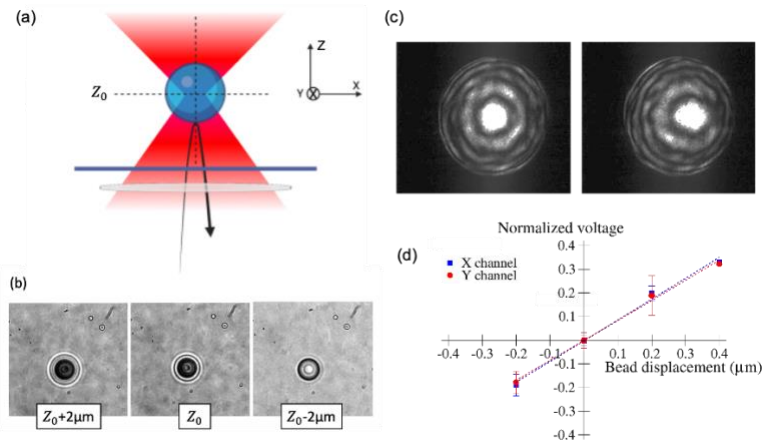 (a)
Z₀
Z
Y
X
(b)
Z₀+2μm
Z₀
Z₀-2μm
(c)
(d)
Normalized voltage
X channel
Y channel
0.4
0.3
0.2
0.1
-0.4 -0.3 -0.2 -0.1
0.1 0.2 0.3 0.4
Bead displacement (μm)
-0.1
-0.2
-0.3
-0.4